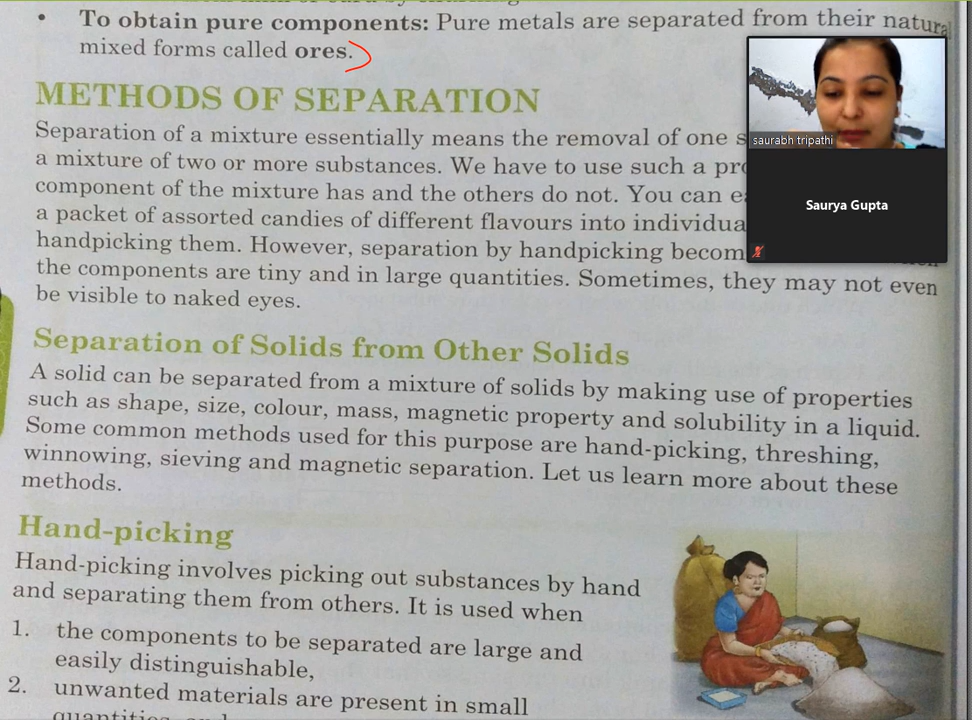 • To obtain pure components: Pure metals are separated from their natural
mixed forms called ores.
METHODS OF SEPARATION
Separation of a mixture essentially means the removal of one
a mixture of two or more substances. We have to use such a
component of the mixture has and the others do not. You can
a packet of assorted candies of different flavours into
handpicking them. However, separation by handpicking
the components are tiny and in large quantities. Sometimes, they may not even
be visible to naked eyes.
Separation of Solids from Other Solids
A solid can be separated from a mixture of solids by making use of properties
such as shape, size, colour, mass, magnetic property and solubility in a liquid.
Some common methods used for this purpose are hand-picking, threshing,
winnowing, sieving and magnetic separation. Let us learn more about these
methods.
Hand-picking
Hand-picking involves picking out substances by hand
and separating them from others. It is used when
1. the components to be separated are large and
easily distinguishable,
2. unwanted materials are present in small
saurabh tripathi
Saurya Gupta